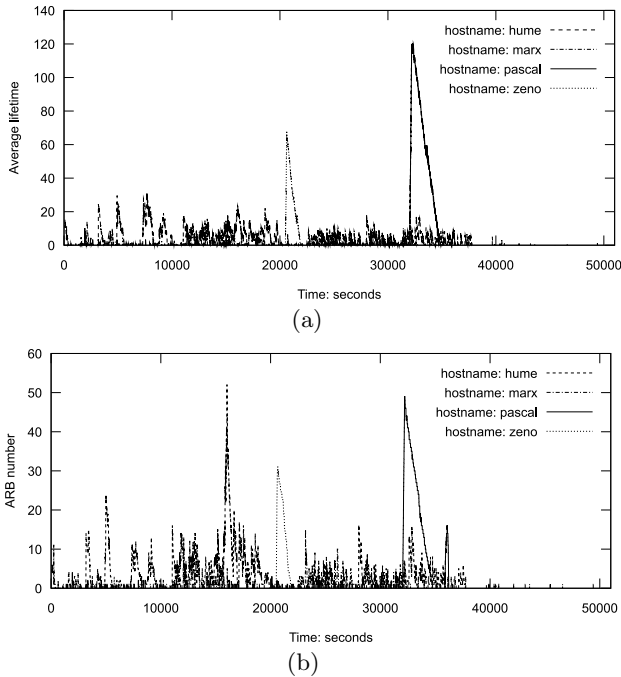 140
120
100
80
60
40
20
0
Average lifetime
hostname: hume
hostname: marx
hostname: pascal
hostname: zeno
0 10000 20000 30000 40000 50000
Time: seconds
(a)
60
50
40
30
20
10
0
ARB number
hostname: hume
hostname: marx
hostname: pascal
hostname: zeno
0 10000 20000 30000 40000 50000
Time: seconds
(b)